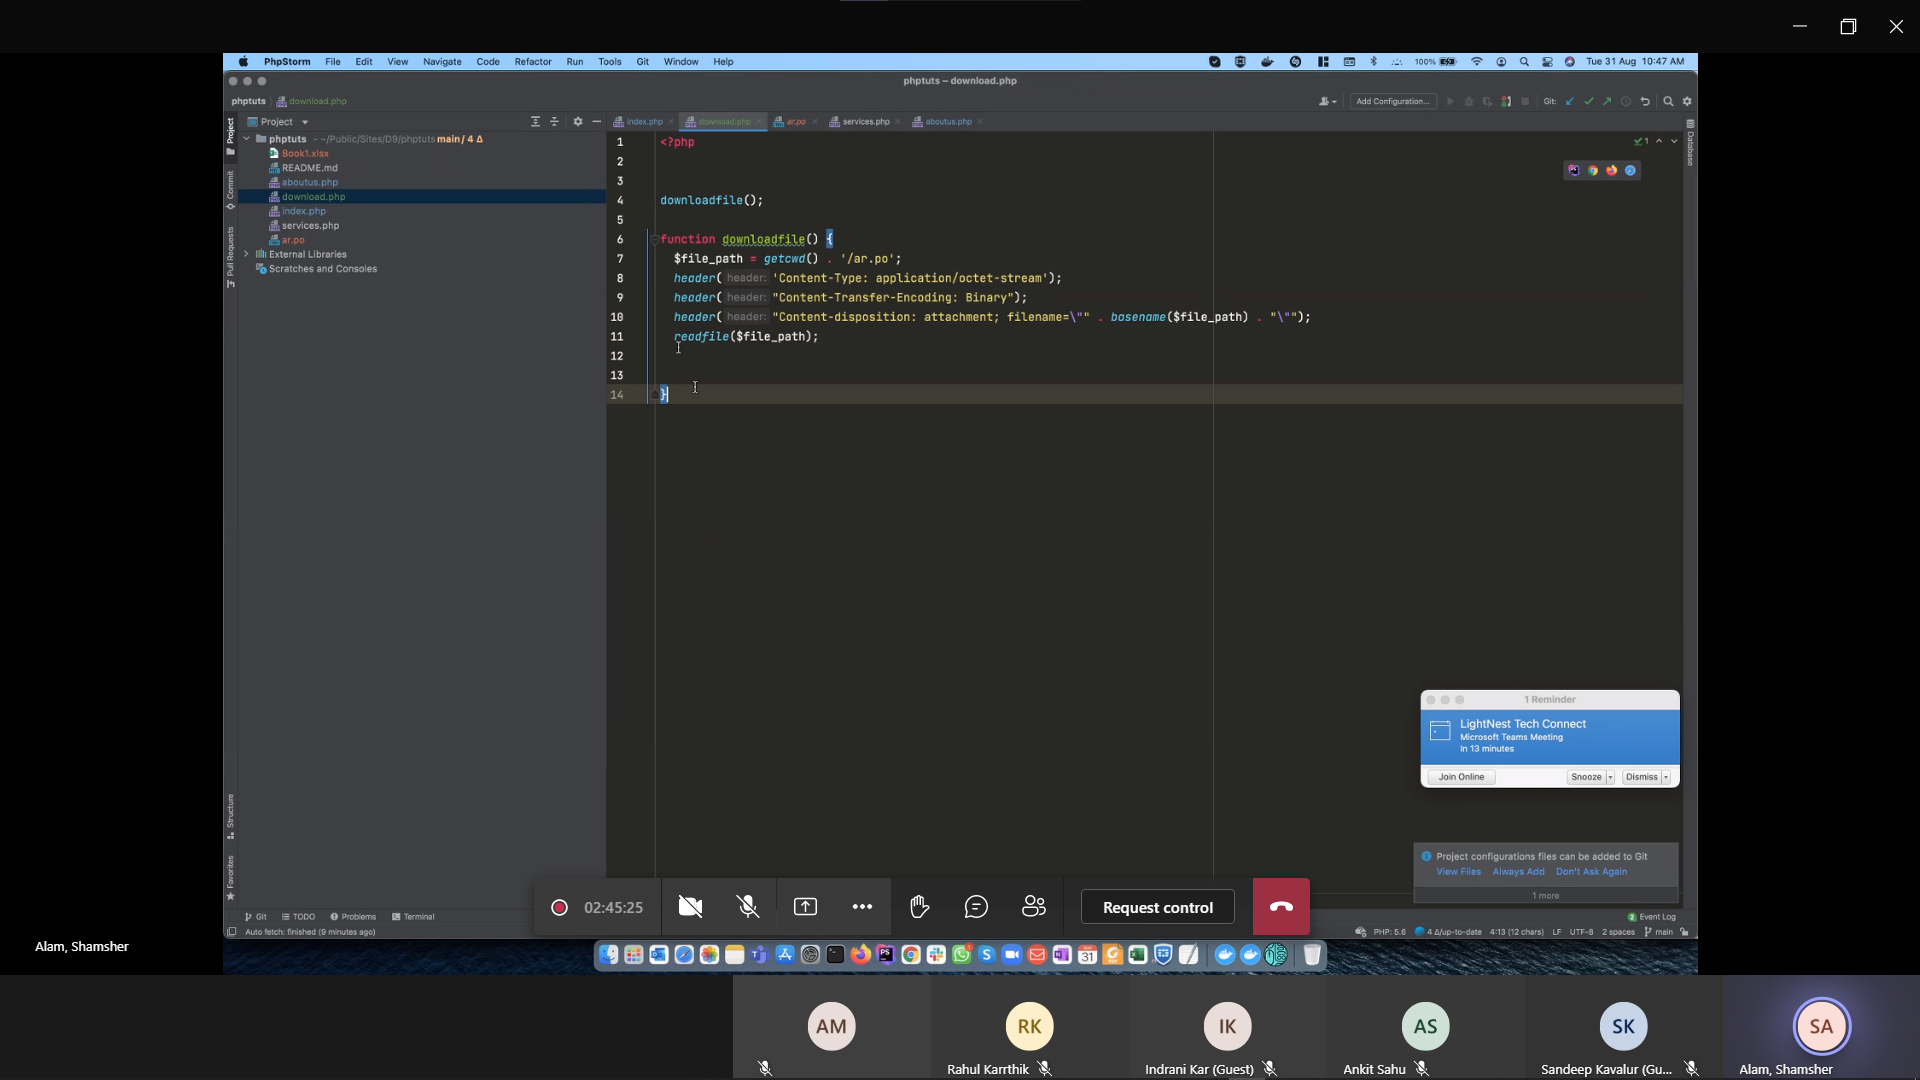 PhpStorm File Edit View Navigate Code Refactor Run Tools Git Window Help 100% Tue 31 Aug 10:47 AM
phptuts – download.php
phptuts download.php Add Configuration... Git:
Project index.php download.php ar.po services.php aboutus.php
phptuts ~/Public/Sites/D9/phptuts main / 4 Δ
Book1.xlsx
README.md
aboutus.php
download.php
index.php
services.php
ar.po
External Libraries
Scratches and Consoles
Project
Commit
Pull Requests
Structure
Favorites
Database
1
1 <?php
2
3
4 downloadfile();
5
6 function downloadfile() {
7 $file_path = getcwd() . '/ar.po';
8 header( header: 'Content-Type: application/octet-stream');
9 header( header: "Content-Transfer-Encoding: Binary");
10 header( header: "Content-disposition: attachment; filename=\"" . basename($file_path) . "\"");
11 readfile($file_path);
12
13
14 }
1 Reminder
LightNest Tech Connect
Microsoft Teams Meeting
In 13 minutes
Join Online Snooze Dismiss
Project configurations files can be added to Git
View Files Always Add Don't Ask Again
1 more
02:45:25 Request control
Git TODO Problems Terminal 2 Event Log
Auto fetch: finished (9 minutes ago) PHP: 5.6 4 Δ/up-to-date 4:13 (12 chars) LF UTF-8 2 spaces main
Alam, Shamsher
AM RK IK AS SK SA
Rahul Karrthik Indrani Kar (Guest) Ankit Sahu Sandeep Kavalur (Gu... Alam, Shamsher